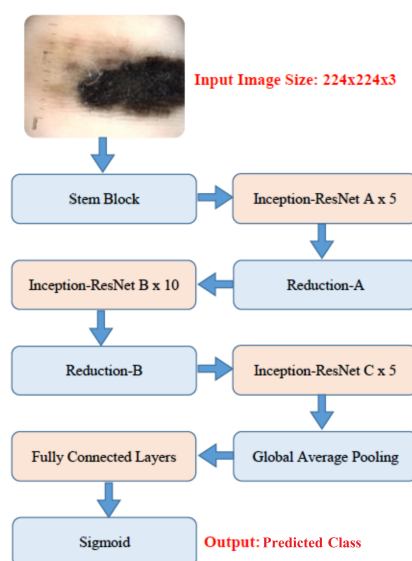 Input Image Size: 224x224x3
Stem Block
Inception-ResNet A x 5
Reduction-A
Inception-ResNet B x 10
Reduction-B
Inception-ResNet C x 5
Global Average Pooling
Fully Connected Layers
Sigmoid
Output: Predicted Class